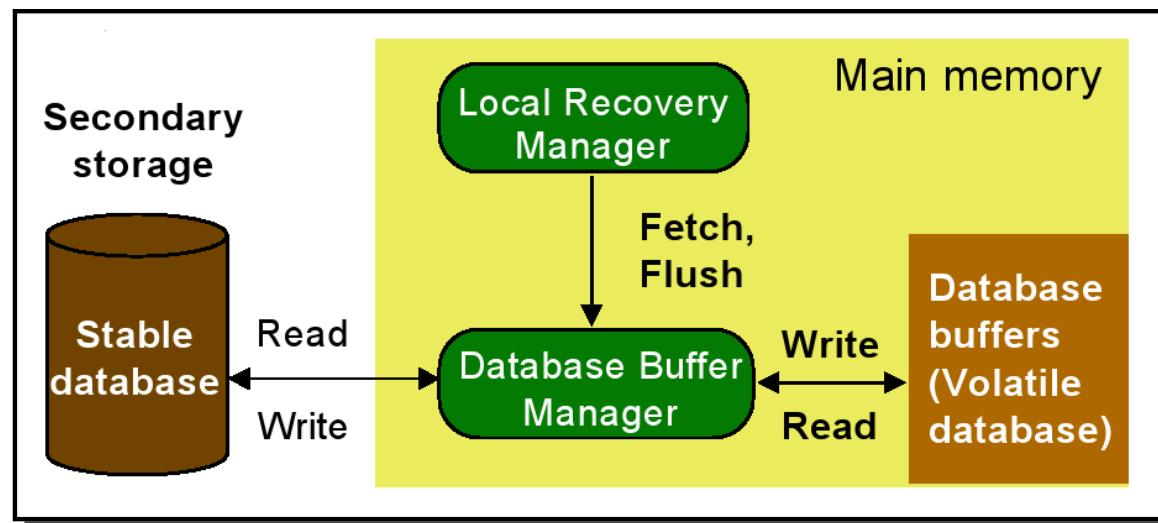 Main memory
Local Recovery
Manager
Secondary
storage
Fetch,
Flush
Database
buffers
(Volatile
database)
Stable
database
Read
Write
Database Buffer
Manager
Write
Read